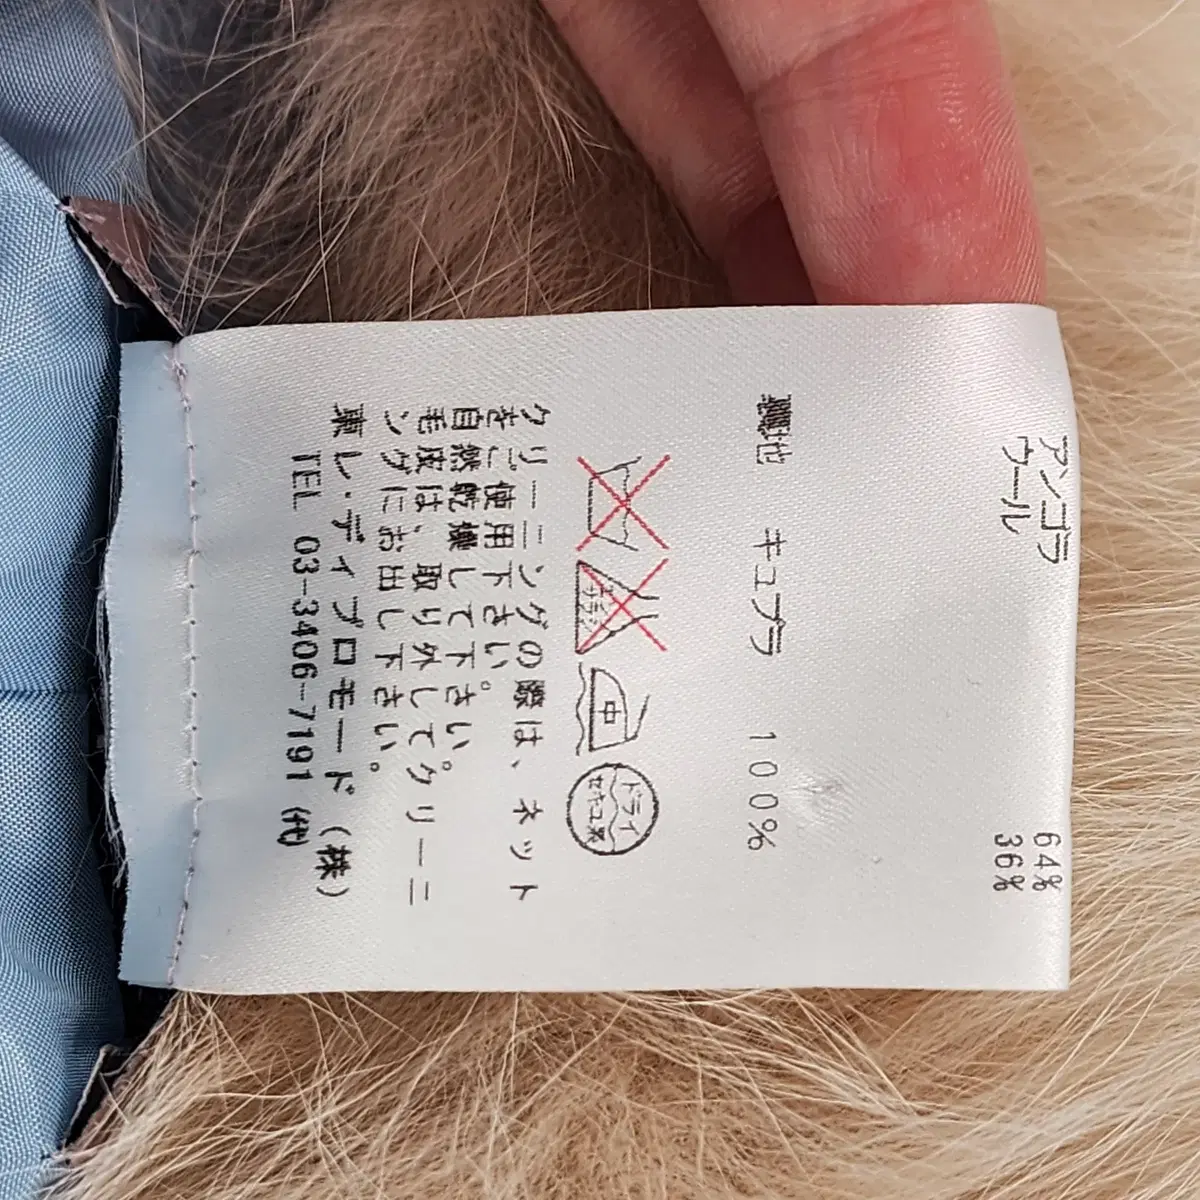 アンゴラ 64%
ウール 36%
裏地 キュプラ 100%
中
ドライ
セキユ系
クリーニングの際は、ネット
をご使用下さい。
自然乾燥して下さい。
毛皮は、取り外してクリーニ
ングにお出し下さい。
東レ・ディプロモード(株)
TEL 03-3406-7191 (代)